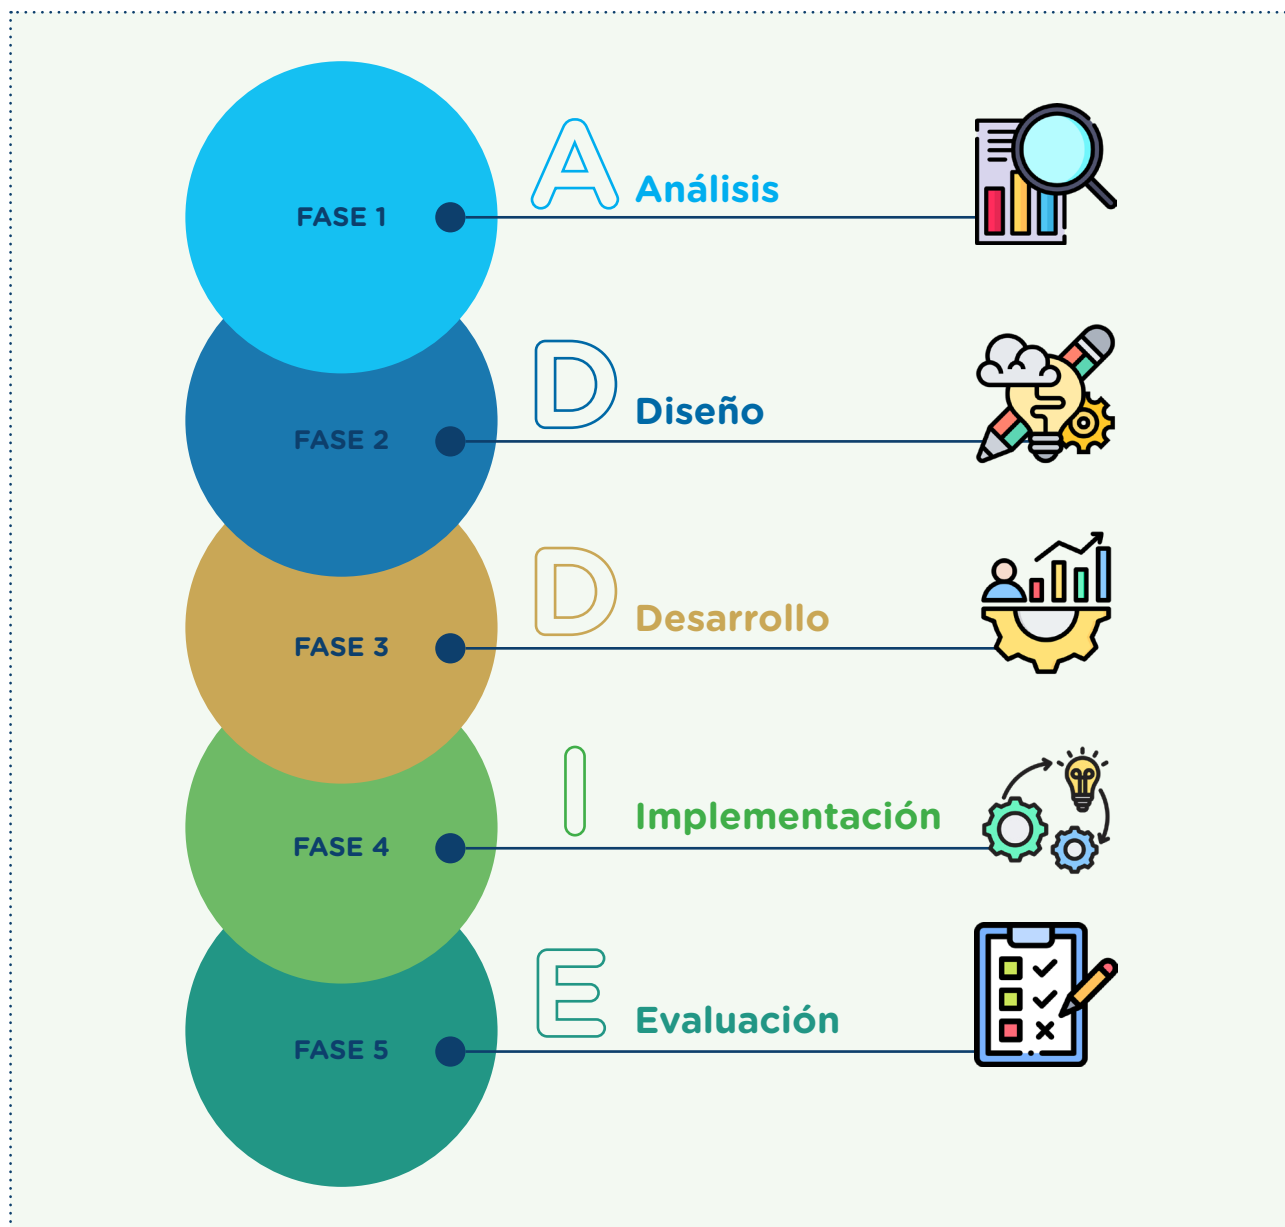 FASE 1
A Análisis
FASE 2
D Diseño
FASE 3
D Desarrollo
FASE 4
I Implementación
FASE 5
E Evaluación